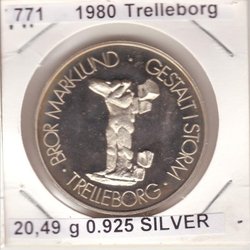 771 1980 Trelleborg
BROR MARKLUND · GESTALT I STORM
· TRELLEBORG ·
20,49 g 0.925 SILVER